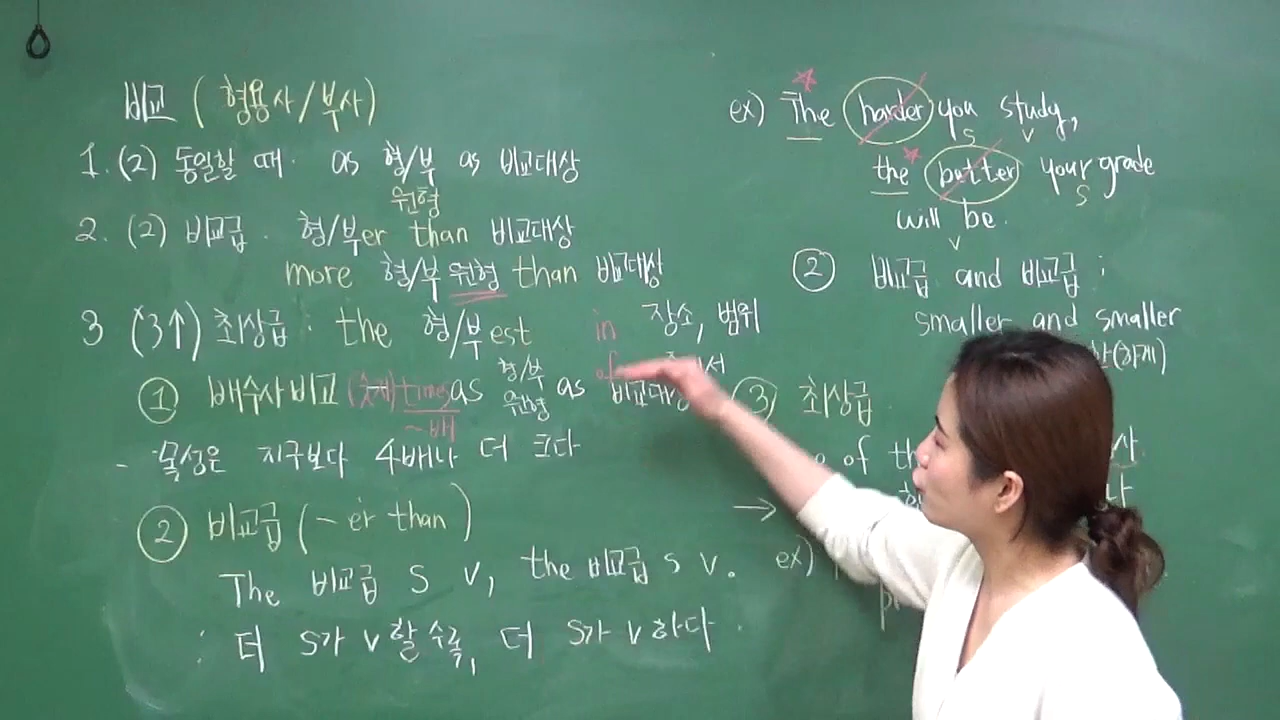 비교 (형용사/부사)
1. (2) 동일할 때. as 형/부 as 비교대상
원형
2. (2) 비교급. 형/부er than 비교대상
more 형/부 원형 than 비교대상
3 (3↑) 최상급 : the 형/부est in 장소, 범위
of
① 배수사비교 (숫자)times as 형/부 원형 as 비교대상
~배
- 목성은 지구보다 4배나 더 크다
② 비교급 (-er than)
The 비교급 S V, the 비교급 S V.
: 더 S가 V할수록, 더 S가 V하다.
ex) The harder you study,
S V
the better your grade
S
will be.
V
② 비교급 and 비교급 :
smaller and smaller
(하게)
③ 최상급
of
→
ex)